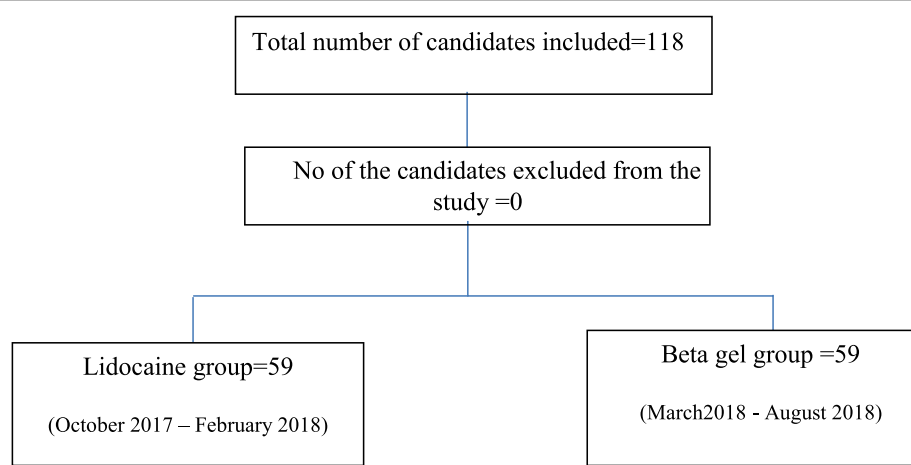 Total number of candidates included=118
No of the candidates excluded from the
study =0
Lidocaine group=59
(October 2017 – February 2018)
Beta gel group =59
(March2018 - August 2018)